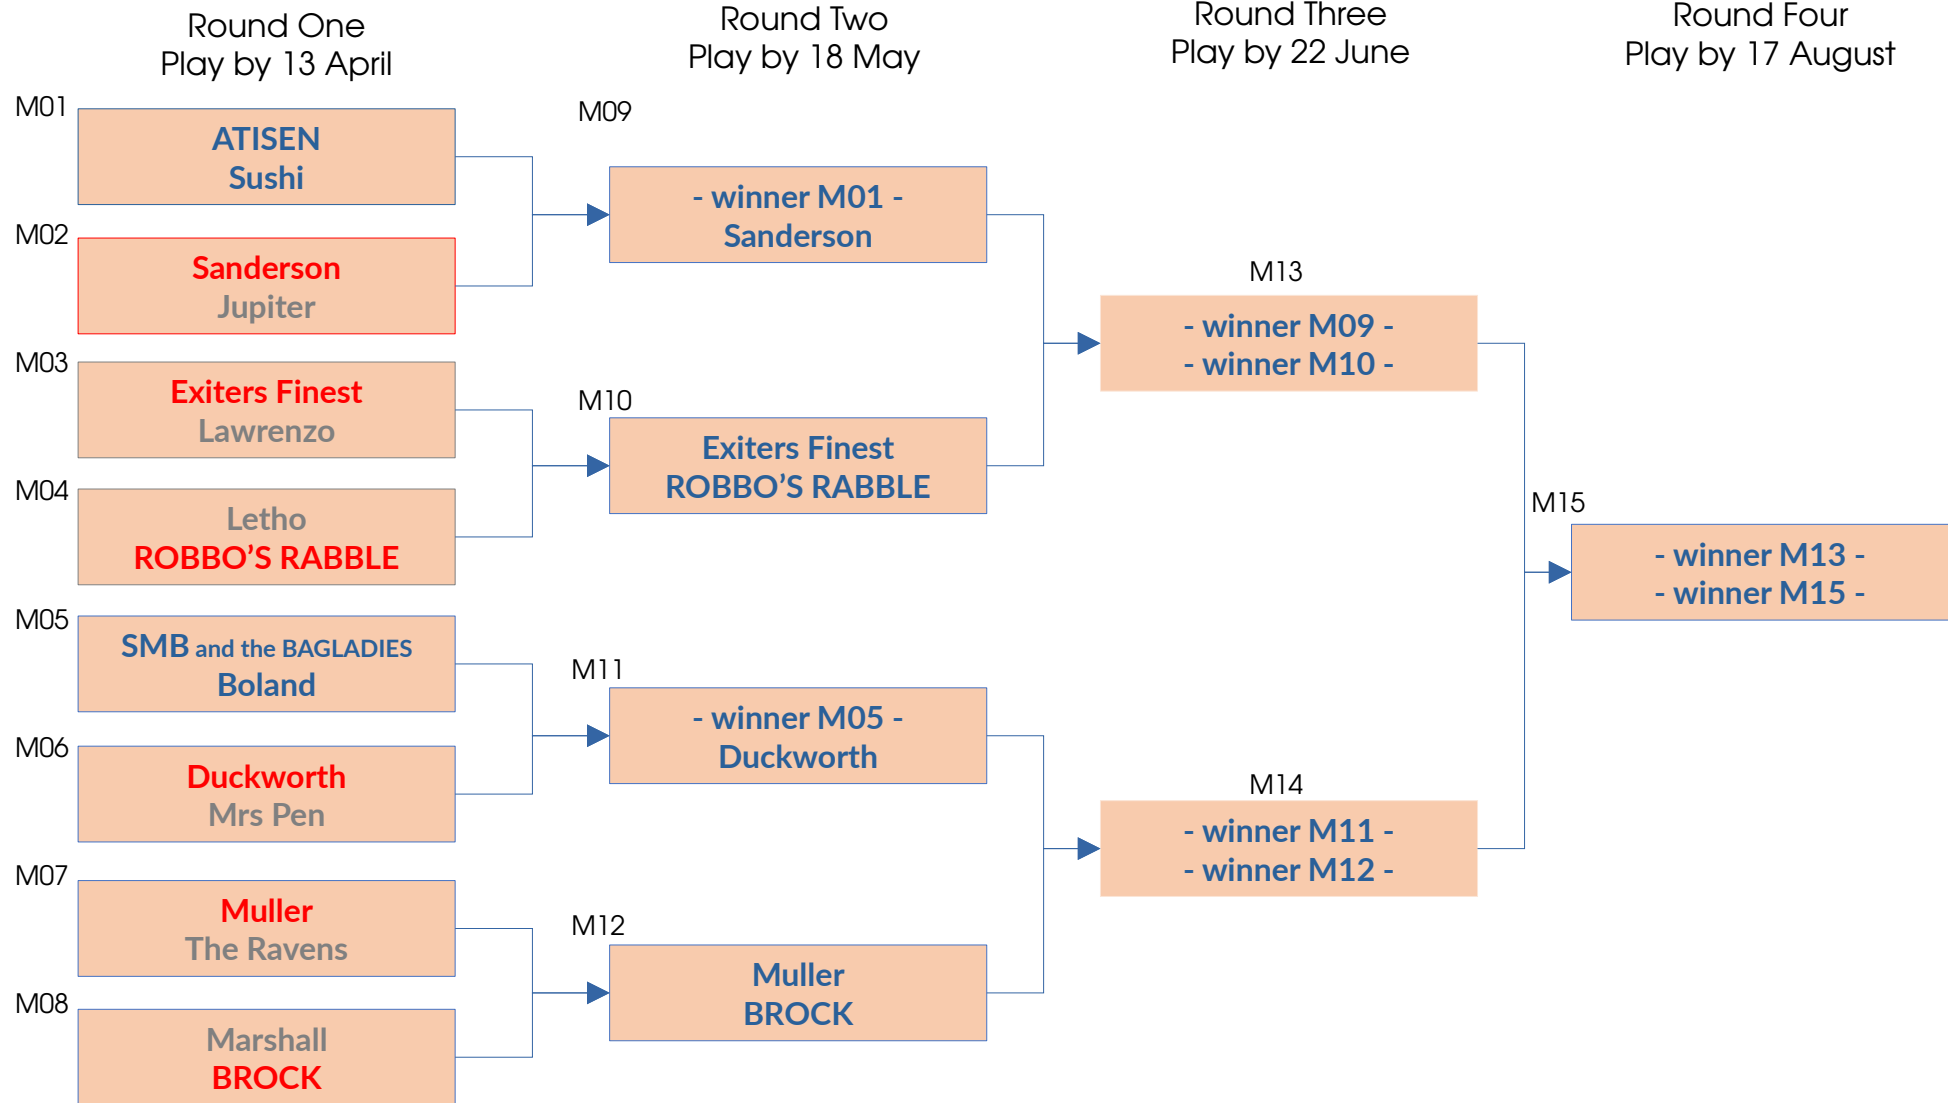 Round One
Play by 13 April
Round Two
Play by 18 May
Round Three
Play by 22 June
Round Four
Play by 17 August
M01
ATISEN
Sushi
M02
Sanderson
Jupiter
M03
Exiters Finest
Lawrenzo
M04
Letho
ROBBO’S RABBLE
M05
SMB and the BAGLADIES
Boland
M06
Duckworth
Mrs Pen
M07
Muller
The Ravens
M08
Marshall
BROCK
M09
- winner M01 -
Sanderson
M10
Exiters Finest
ROBBO’S RABBLE
M11
- winner M05 -
Duckworth
M12
Muller
BROCK
M13
- winner M09 -
- winner M10 -
M14
- winner M11 -
- winner M12 -
M15
- winner M13 -
- winner M15 -